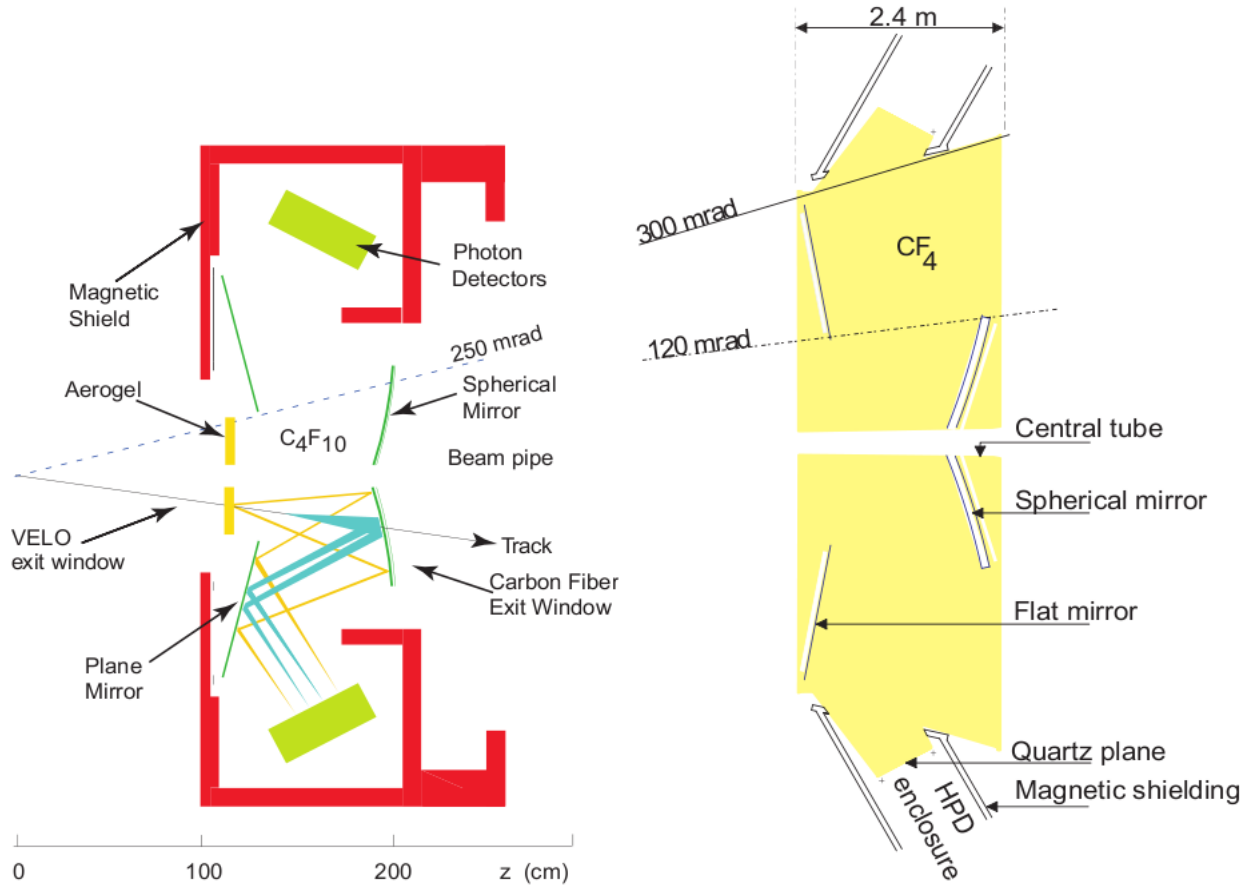 Magnetic
Shield
Photon
Detectors
250 mrad
Aerogel
Spherical
Mirror
C4F10
Beam pipe
VELO
exit window
Track
Carbon Fiber
Exit Window
Plane
Mirror
0
100
200
z (cm)
2.4 m
300 mrad
CF4
120 mrad
Central tube
Spherical mirror
Flat mirror
Quartz plane
Magnetic shielding
HPD
enclosure